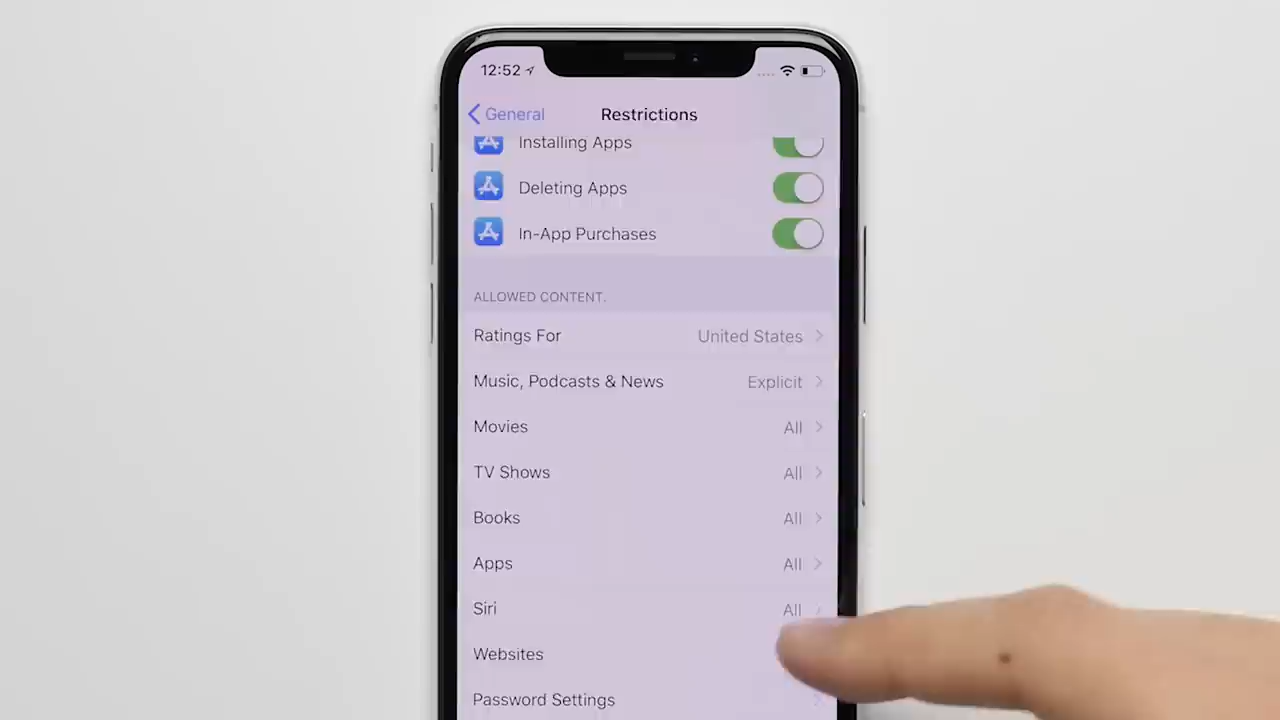 12:52
General Restrictions
Installing Apps
Deleting Apps
In-App Purchases
ALLOWED CONTENT.
Ratings For United States
Music, Podcasts & News Explicit
Movies All
TV Shows All
Books All
Apps All
Siri All
Websites
Password Settings